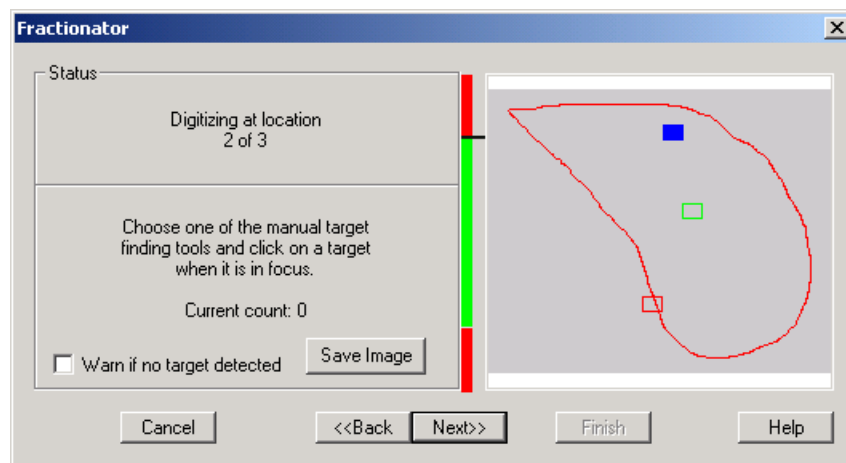 Fractionator
Status
Digitizing at location
2 of 3
Choose one of the manual target
finding tools and click on a target
when it is in focus.
Current count: 0
Warn if no target detected
Save Image
Cancel
<<Back
Next>>
Finish
Help